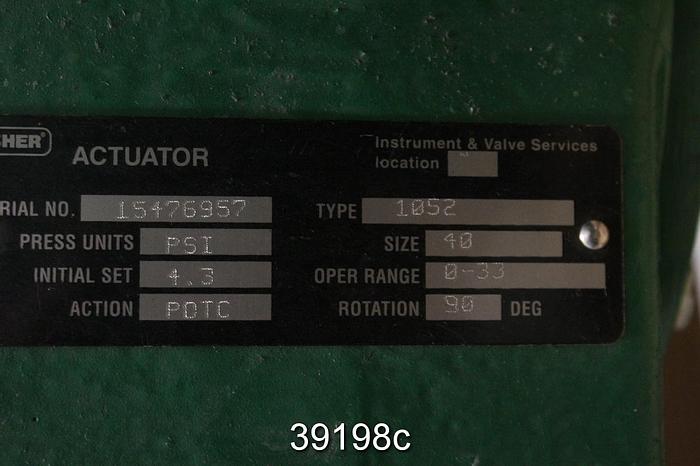 SHER®
ACTUATOR
Instrument & Valve Services
location
RIAL NO. 15476957
TYPE 1052
PRESS UNITS PSI
SIZE 40
INITIAL SET 4.3
OPER RANGE 0-33
ACTION PDTC
ROTATION 90 DEG
39198c